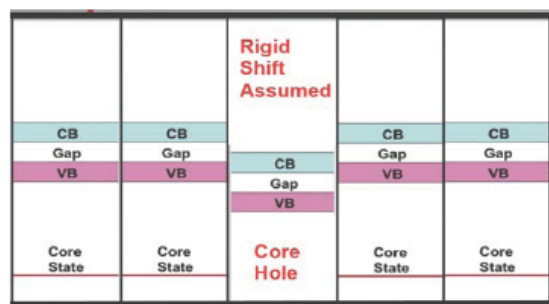 Rigid
Shift
Assumed
CB
Gap
VB
Core
State
CB
Gap
VB
Core
State
CB
Gap
VB
Core
Hole
CB
Gap
VB
Core
State
CB
Gap
VB
Core
State